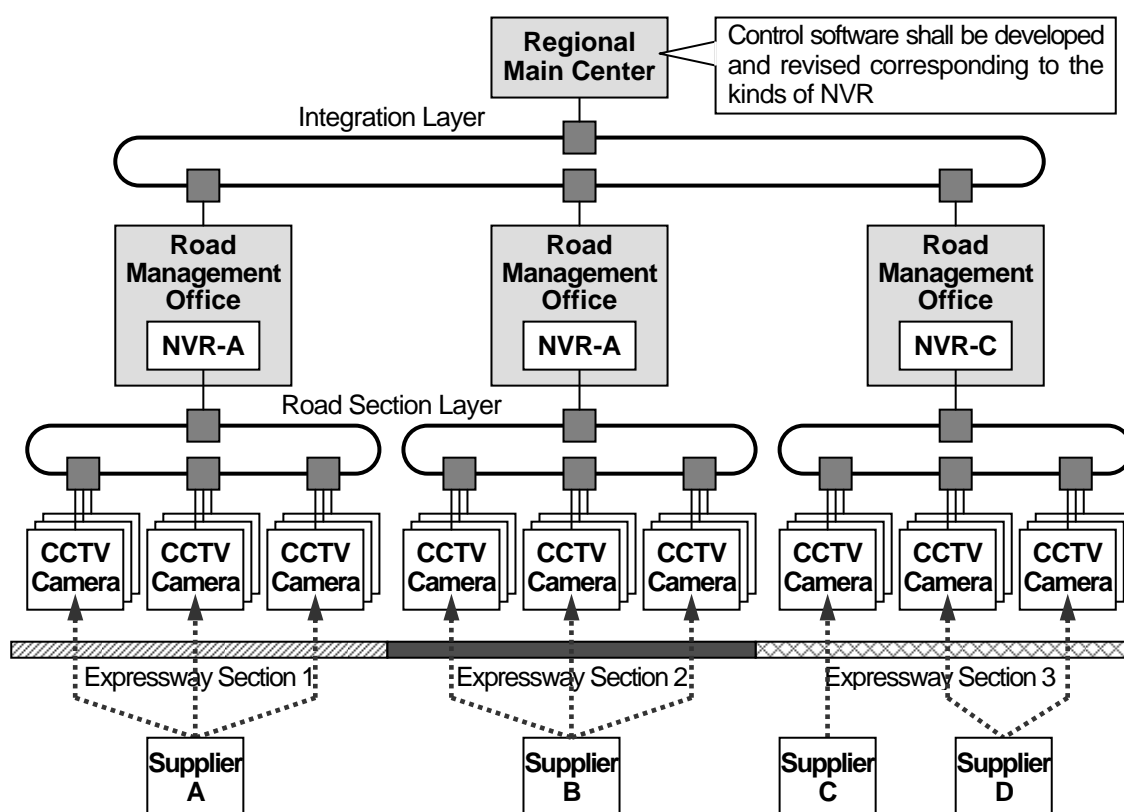 Regional
Main Center
Control software shall be developed
and revised corresponding to the
kinds of NVR
Integration Layer
Road
Management
Office
NVR-A
Road
Management
Office
NVR-A
Road
Management
Office
NVR-C
Road Section Layer
CCTV
Camera
CCTV
Camera
CCTV
Camera
CCTV
Camera
CCTV
Camera
CCTV
Camera
CCTV
Camera
CCTV
Camera
CCTV
Camera
Expressway Section 1
Expressway Section 2
Expressway Section 3
Supplier
A
Supplier
B
Supplier
C
Supplier
D